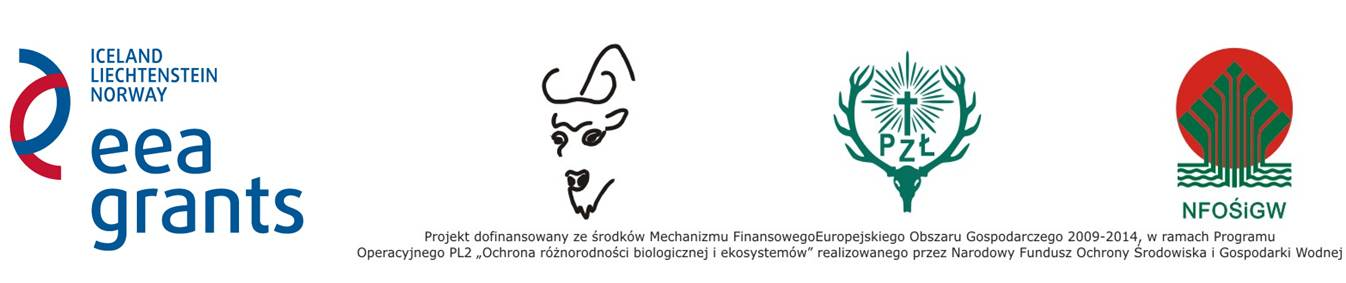 ICELAND
LIECHTENSTEIN
NORWAY
eea
grants
PZŁ
NFOŚiGW
Projekt dofinansowany ze środków Mechanizmu FinansowegoEuropejskiego Obszaru Gospodarczego 2009-2014, w ramach Programu
Operacyjnego PL2 „Ochrona różnorodności biologicznej i ekosystemów” realizowanego przez Narodowy Fundusz Ochrony Środowiska i Gospodarki Wodnej